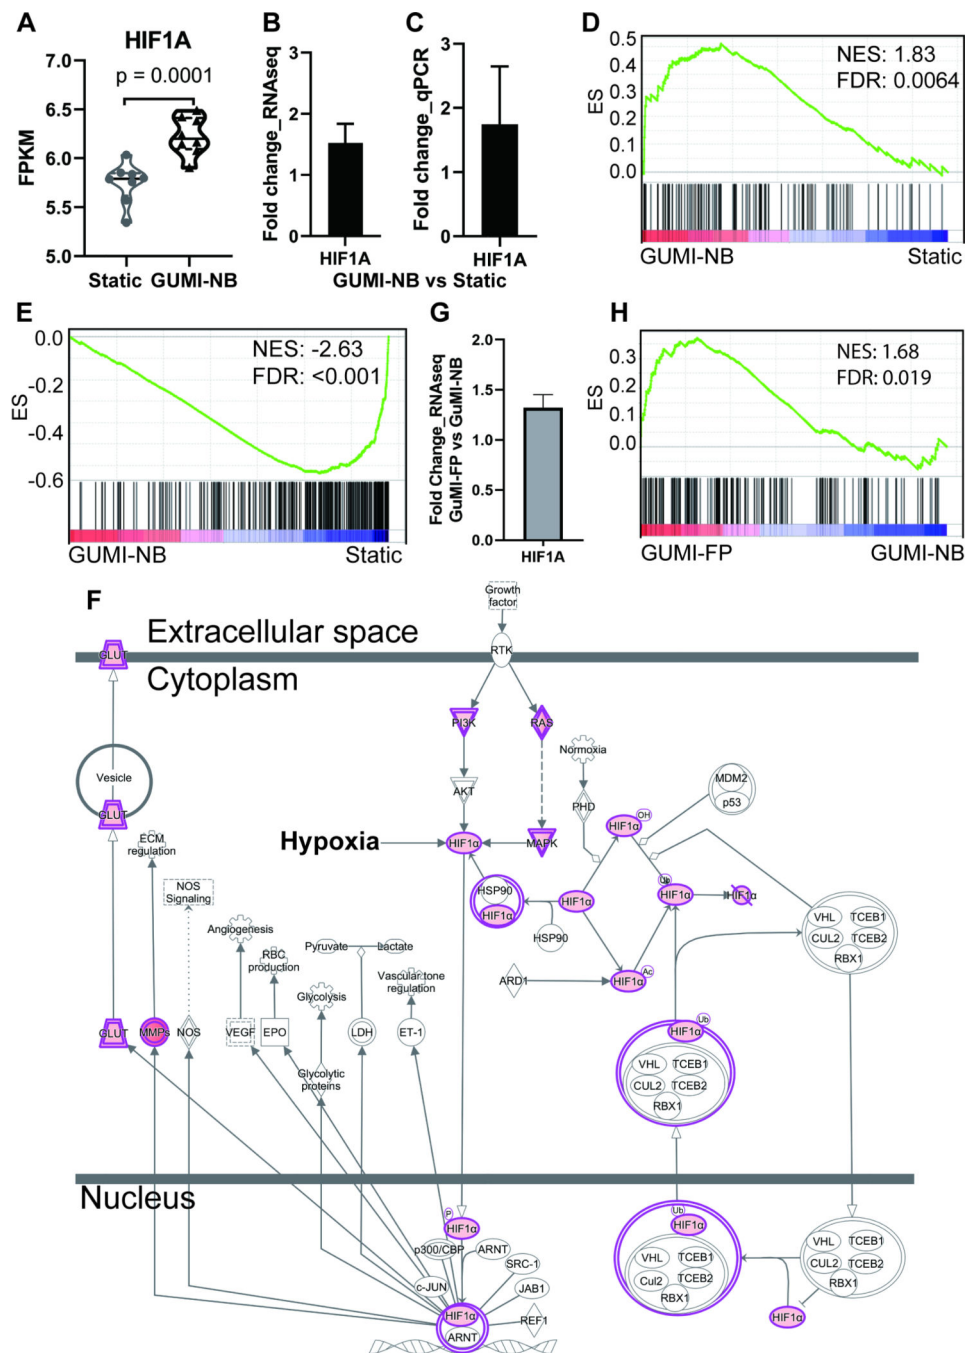 A
HIF1A
p = 0.0001
7.0
6.5
6.0
5.5
5.0
FPKM
Static GUMI-NB
B
Fold change_RNAseq
3
2
1
0
HIF1A
C
Fold change_qPCR
3
2
1
0
HIF1A
GUMI-NB vs Static
D
ES
0.5
0.4
0.3
0.2
0.1
0.0
NES: 1.83
FDR: 0.0064
GUMI-NB Static
E
ES
0.0
-0.2
-0.4
-0.6
NES: -2.63
FDR: <0.001
GUMI-NB Static
G
Fold Change_RNAseq
GuMI-FP vs GuMI-NB
2.0
1.5
1.0
0.5
0.0
HIF1A
H
ES
0.3
0.2
0.1
0.0
NES: 1.68
FDR: 0.019
GUMI-FP GUMI-NB
F
Growth
factor
Extracellular space
GLUT
RTK
Cytoplasm
PI3K
RAS
Normoxia
Vesicle
GLUT
AKT
PHD
MDM2
p53
OH
HIF1α
ECM
regulation
Hypoxia
HIF1α
MAPK
NOS
Signaling
HSP90
HIF1α
HIF1α
Ub
HIF1α
HIF1α
HSP90
VHL TCEB1
CUL2 TCEB2
RBX1
Angiogenesis
RBC
production
Pyruvate Lactate
Vascular tone
regulation
Glycolysis
ARD1
Ac
HIF1α
GLUT
MMPs
NOS
VEGF
EPO
LDH
ET-1
Glycolytic
proteins
Ub
HIF1α
VHL TCEB1
CUL2 TCEB2
RBX1
Nucleus
P
HIF1α
p300/CBP
ARNT
SRC-1
c-JUN
JAB1
HIF1α
ARNT
REF1
Ub
HIF1α
VHL TCEB1
Cul2 TCEB2
RBX1
VHL TCEB1
CUL2 TCEB2
RBX1
HIF1α